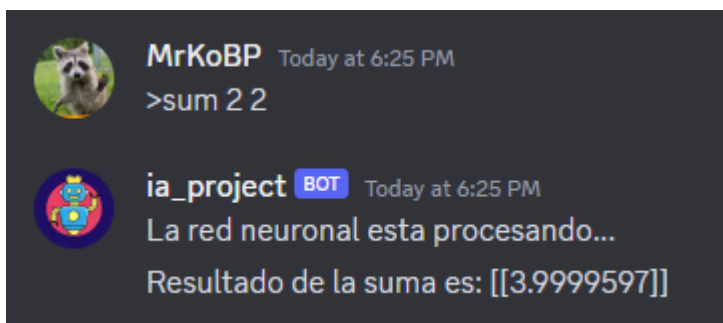 MrKoBP Today at 6:25 PM
>sum 2 2
ia_project BOT Today at 6:25 PM
La red neuronal esta procesando...
Resultado de la suma es: [[3.9999597]]